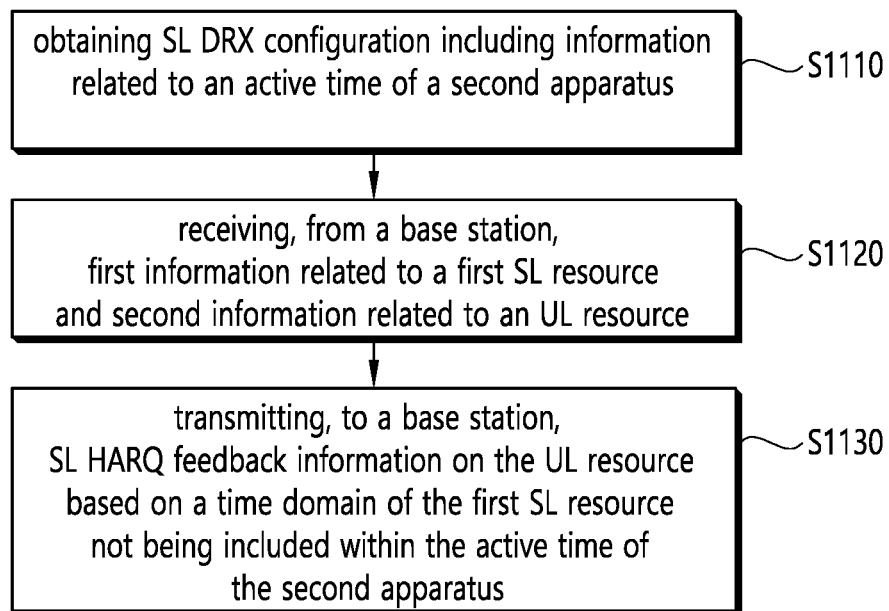 obtaining SL DRX configuration including information
related to an active time of a second apparatus
S1110
receiving, from a base station,
first information related to a first SL resource
and second information related to an UL resource
S1120
transmitting, to a base station,
SL HARQ feedback information on the UL resource
based on a time domain of the first SL resource
not being included within the active time of
the second apparatus
S1130